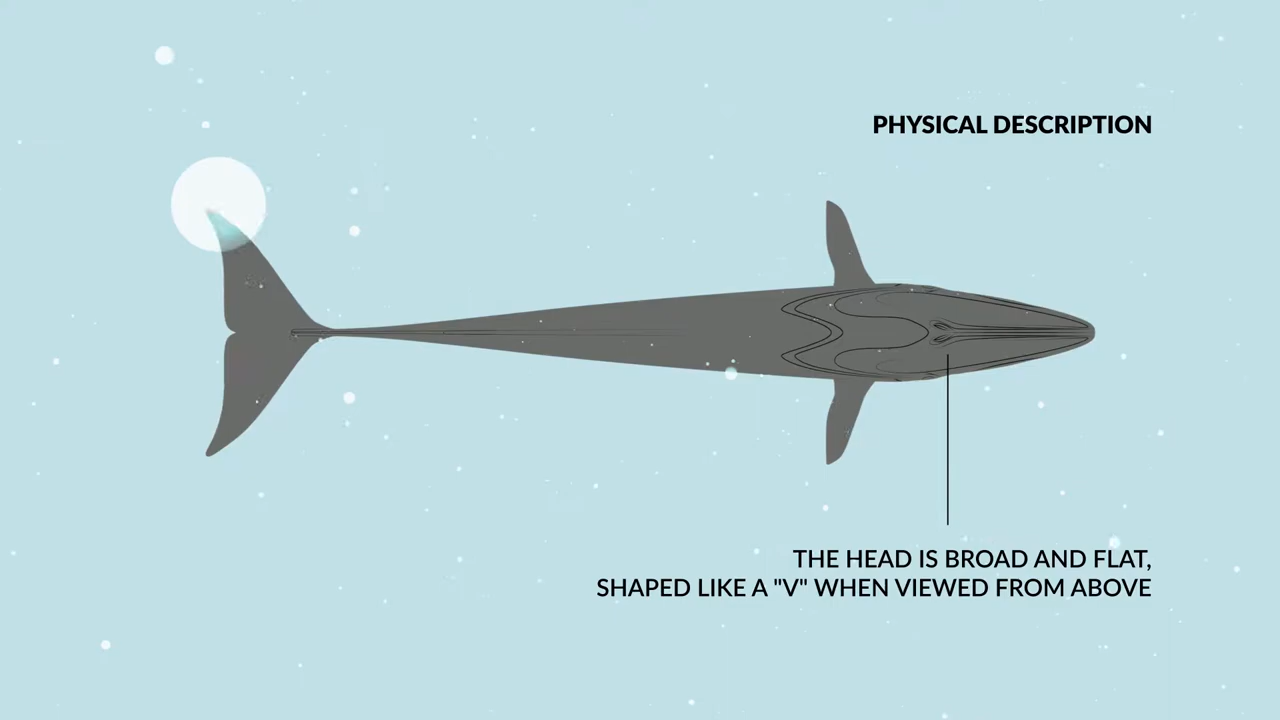 PHYSICAL DESCRIPTION
THE HEAD IS BROAD AND FLAT,
SHAPED LIKE A "V" WHEN VIEWED FROM ABOVE